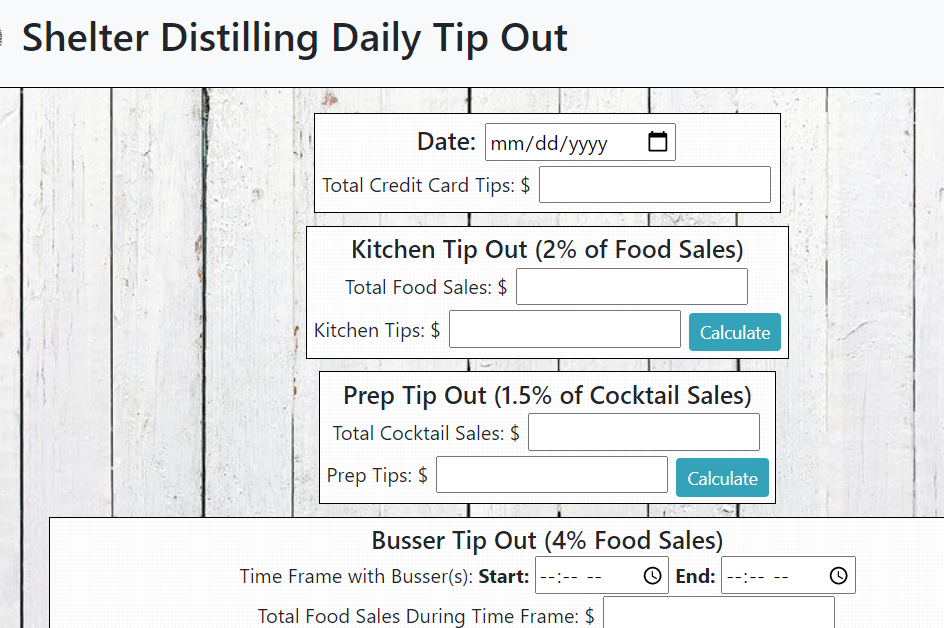 Shelter Distilling Daily Tip Out
Date: mm/dd/yyyy
Total Credit Card Tips: $
Kitchen Tip Out (2% of Food Sales)
Total Food Sales: $
Kitchen Tips: $ Calculate
Prep Tip Out (1.5% of Cocktail Sales)
Total Cocktail Sales: $
Prep Tips: $ Calculate
Busser Tip Out (4% Food Sales)
Time Frame with Busser(s): Start: --:-- -- End: --:-- --
Total Food Sales During Time Frame: $